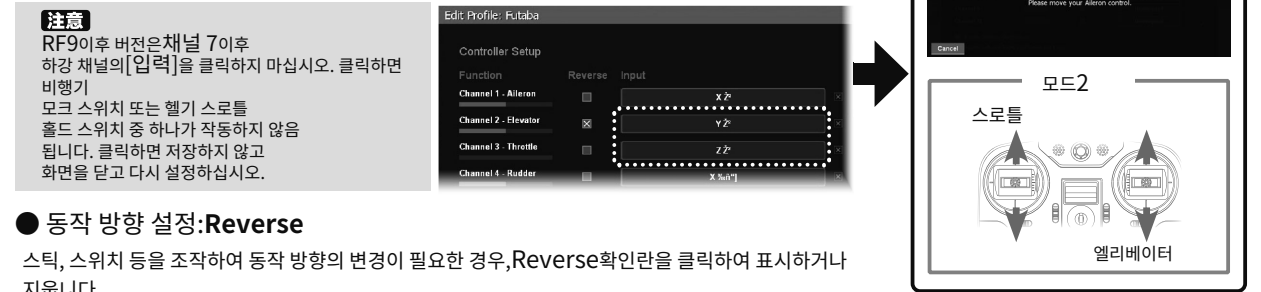 注意
RF9이후 버전은채널 7이후
하강 채널의[입력]을 클릭하지 마십시오. 클릭하면
비행기
모크 스위치 또는 헬기 스로틀
홀드 스위치 중 하나가 작동하지 않음
됩니다. 클릭하면 저장하지 않고
화면을 닫고 다시 설정하십시오.
Edit Profile: Futaba
Controller Setup
Function Reverse Input
Channel 1 - Aileron X Ż²
Channel 2 - Elevator Y Ż²
Channel 3 - Throttle Z Ż²
Channel 4 - Rudder
Please move your Aileron control.
Cancel
모드2
스로틀
엘리베이터
● 동작 방향 설정:Reverse
스틱, 스위치 등을 조작하여 동작 방향의 변경이 필요한 경우,Reverse확인란을 클릭하여 표시하거나
지웁니다